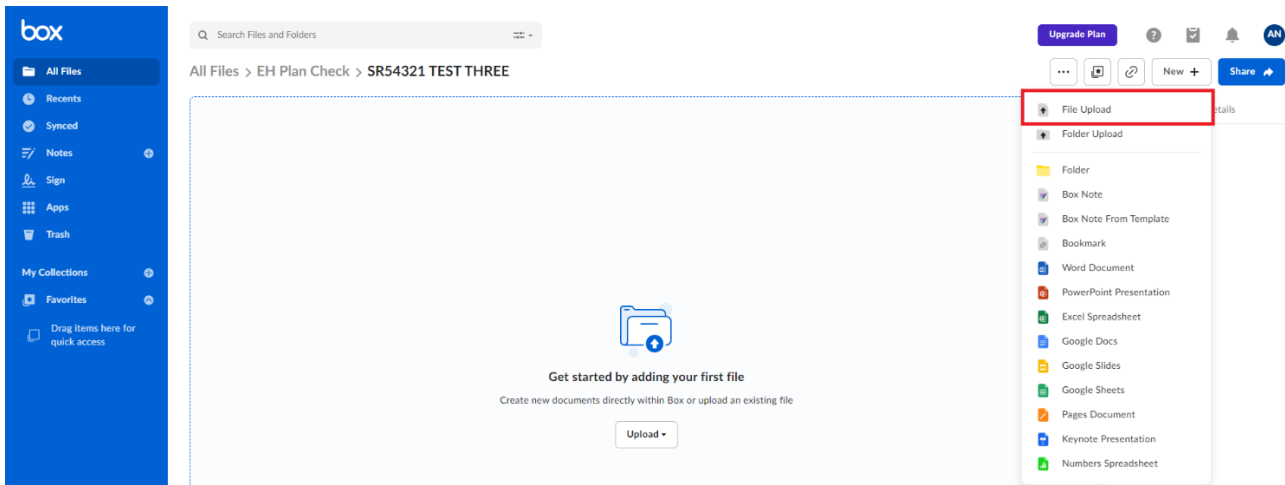 box
Search Files and Folders
Upgrade Plan
?
AN
All Files
Recents
Synced
Notes
Sign
Apps
Trash
My Collections
Favorites
Drag items here for
quick access
All Files > EH Plan Check > SR54321 TEST THREE
New +
Share
etails
File Upload
Folder Upload
Folder
Box Note
Box Note From Template
Bookmark
Word Document
PowerPoint Presentation
Excel Spreadsheet
Google Docs
Google Slides
Google Sheets
Pages Document
Keynote Presentation
Numbers Spreadsheet
Get started by adding your first file
Create new documents directly within Box or upload an existing file
Upload